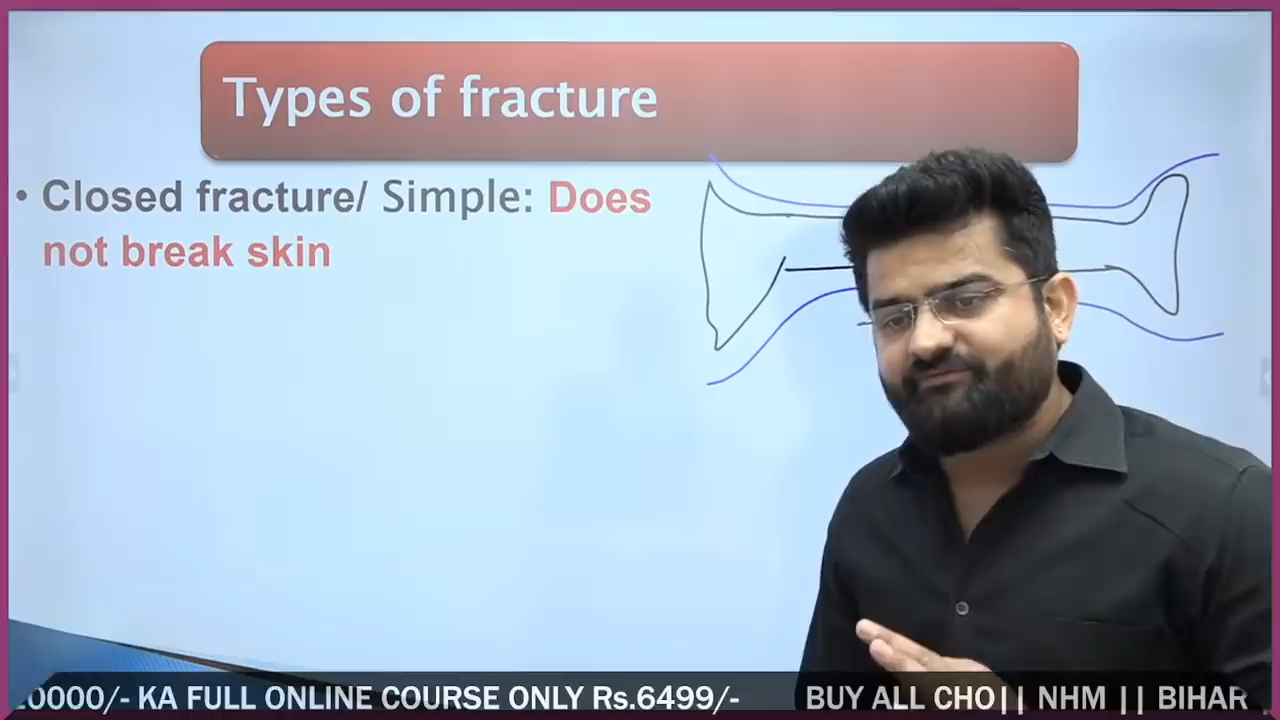 Types of fracture
• Closed fracture/ Simple: Does
not break skin
0000/- KA FULL ONLINE COURSE ONLY Rs.6499/- BUY ALL CHO|| NHM || BIHAR